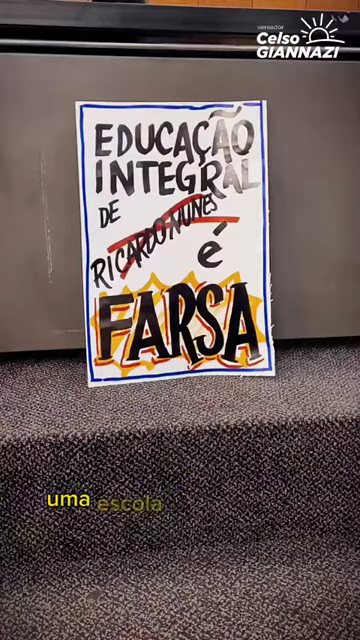 vereador
Celso
GIANNAZI
EDUCAÇÃO
INTEGRAL
DE
RICARDO NUNES
é
FARSA
uma escola